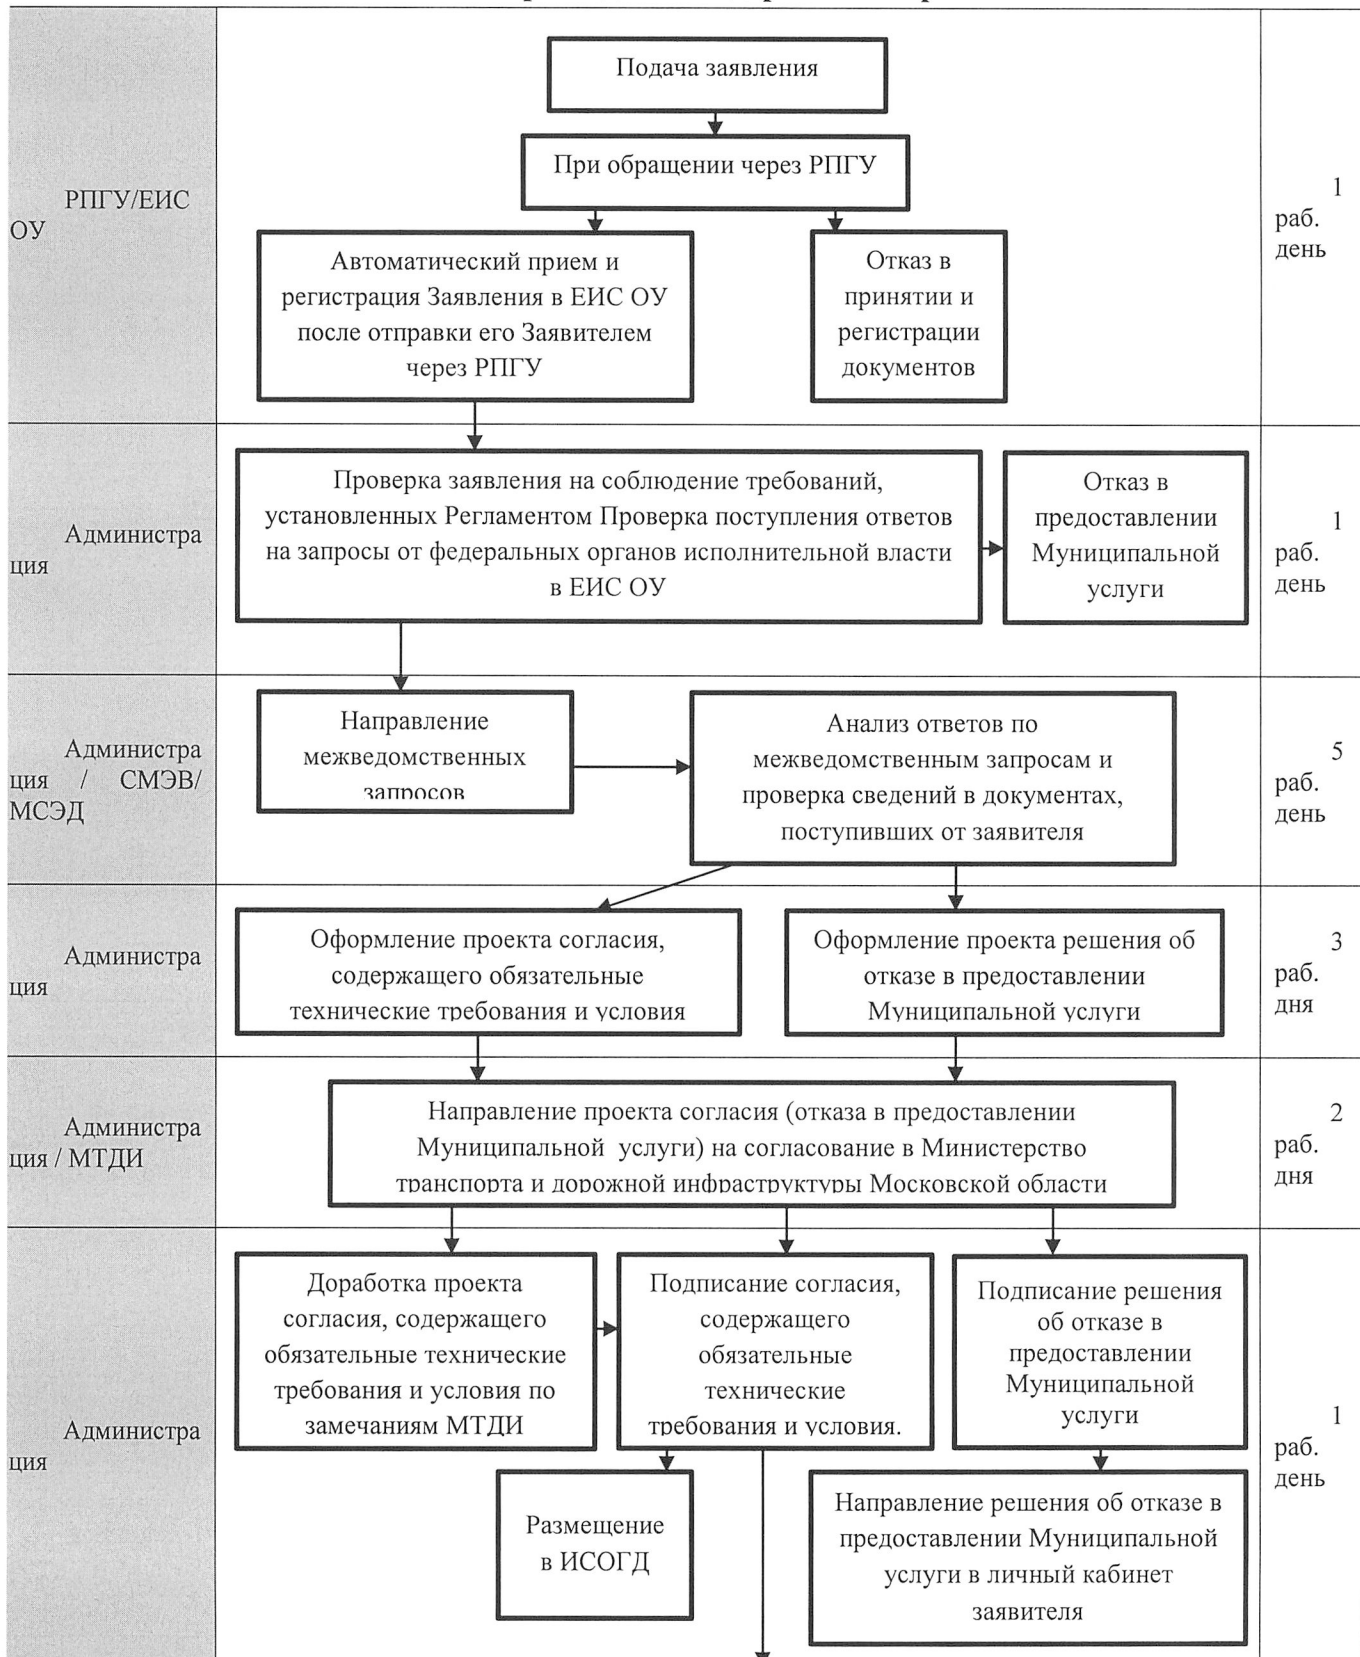 Подача заявления
При обращении через РПГУ
РПГУ/ЕИС
ОУ
Автоматический прием и
регистрация Заявления в ЕИС ОУ
после отправки его Заявителем
через РПГУ
Отказ в
принятии и
регистрации
документов
1
раб.
день
Администра
ция
Проверка заявления на соблюдение требований,
установленных Регламентом Проверка поступления ответов
на запросы от федеральных органов исполнительной власти
в ЕИС ОУ
Отказ в
предоставлении
Муниципальной
услуги
1
раб.
день
Администра
ция / СМЭВ/
МСЭД
Направление
межведомственных
запросов
Анализ ответов по
межведомственным запросам и
проверка сведений в документах,
поступивших от заявителя
5
раб.
день
Администра
ция
Оформление проекта согласия,
содержащего обязательные
технические требования и условия
Оформление проекта решения об
отказе в предоставлении
Муниципальной услуги
3
раб.
дня
Администра
ция / МТДИ
Направление проекта согласия (отказа в предоставлении
Муниципальной услуги) на согласование в Министерство
транспорта и дорожной инфраструктуры Московской области
2
раб.
дня
Администра
ция
Доработка проекта
согласия, содержащего
обязательные технические
требования и условия по
замечаниям МТДИ
Подписание согласия,
содержащего
обязательные
технические
требования и условия.
Подписание решения
об отказе в
предоставлении
Муниципальной
услуги
1
раб.
день
Размещение
в ИСОГД
Направление решения об отказе в
предоставлении Муниципальной
услуги в личный кабинет
заявителя